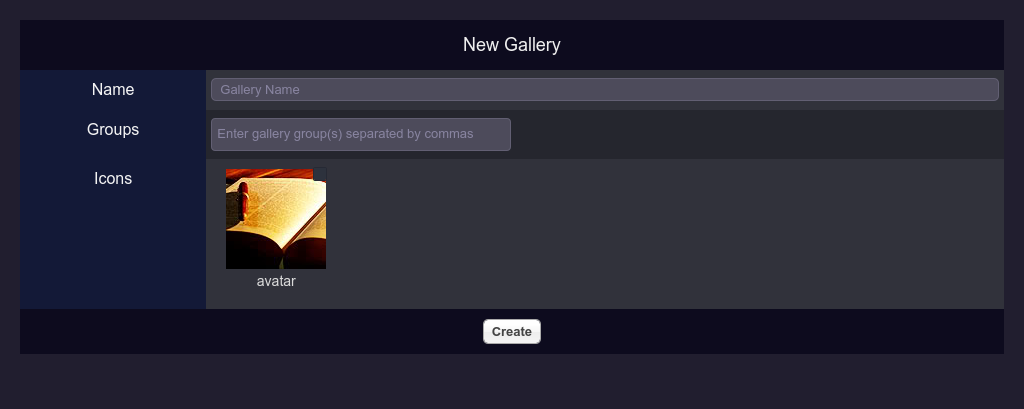 New Gallery
Name
Gallery Name
Groups
Enter gallery group(s) separated by commas
Icons
avatar
Create